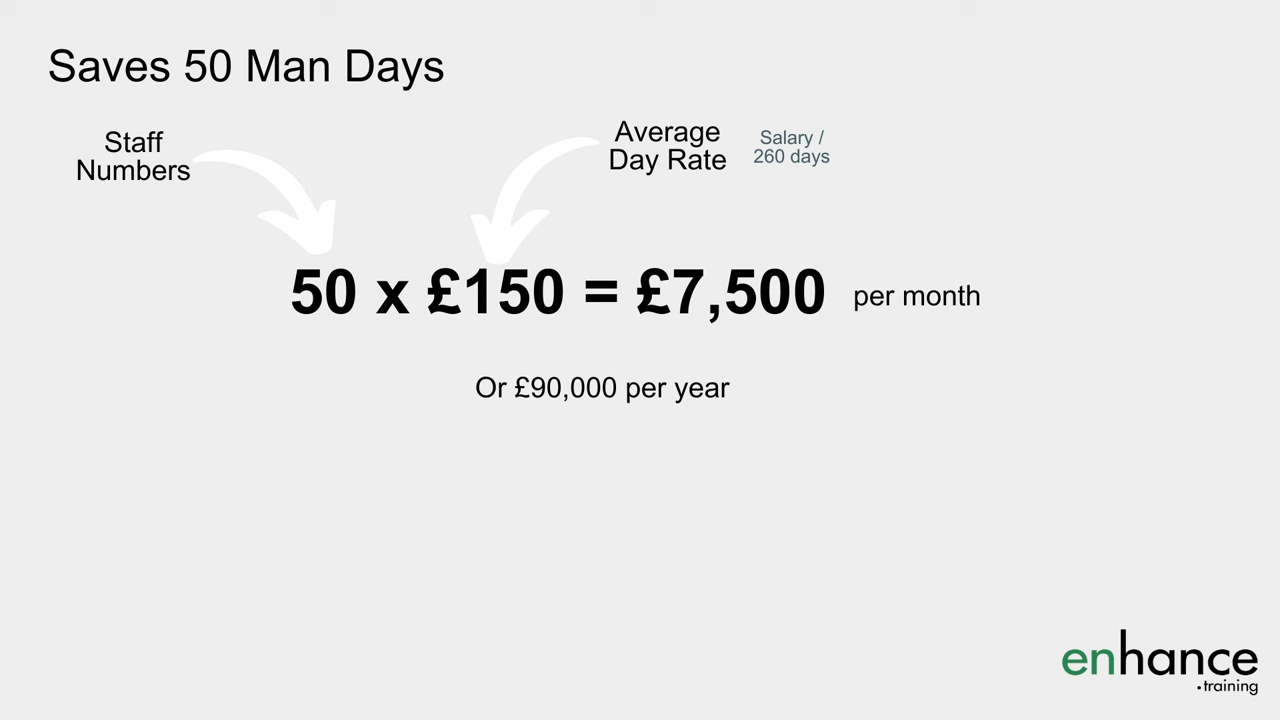 Saves 50 Man Days
Staff
Numbers
Average
Day Rate
Salary /
260 days
50 x £150 = £7,500 per month
Or £90,000 per year
enhance
.training